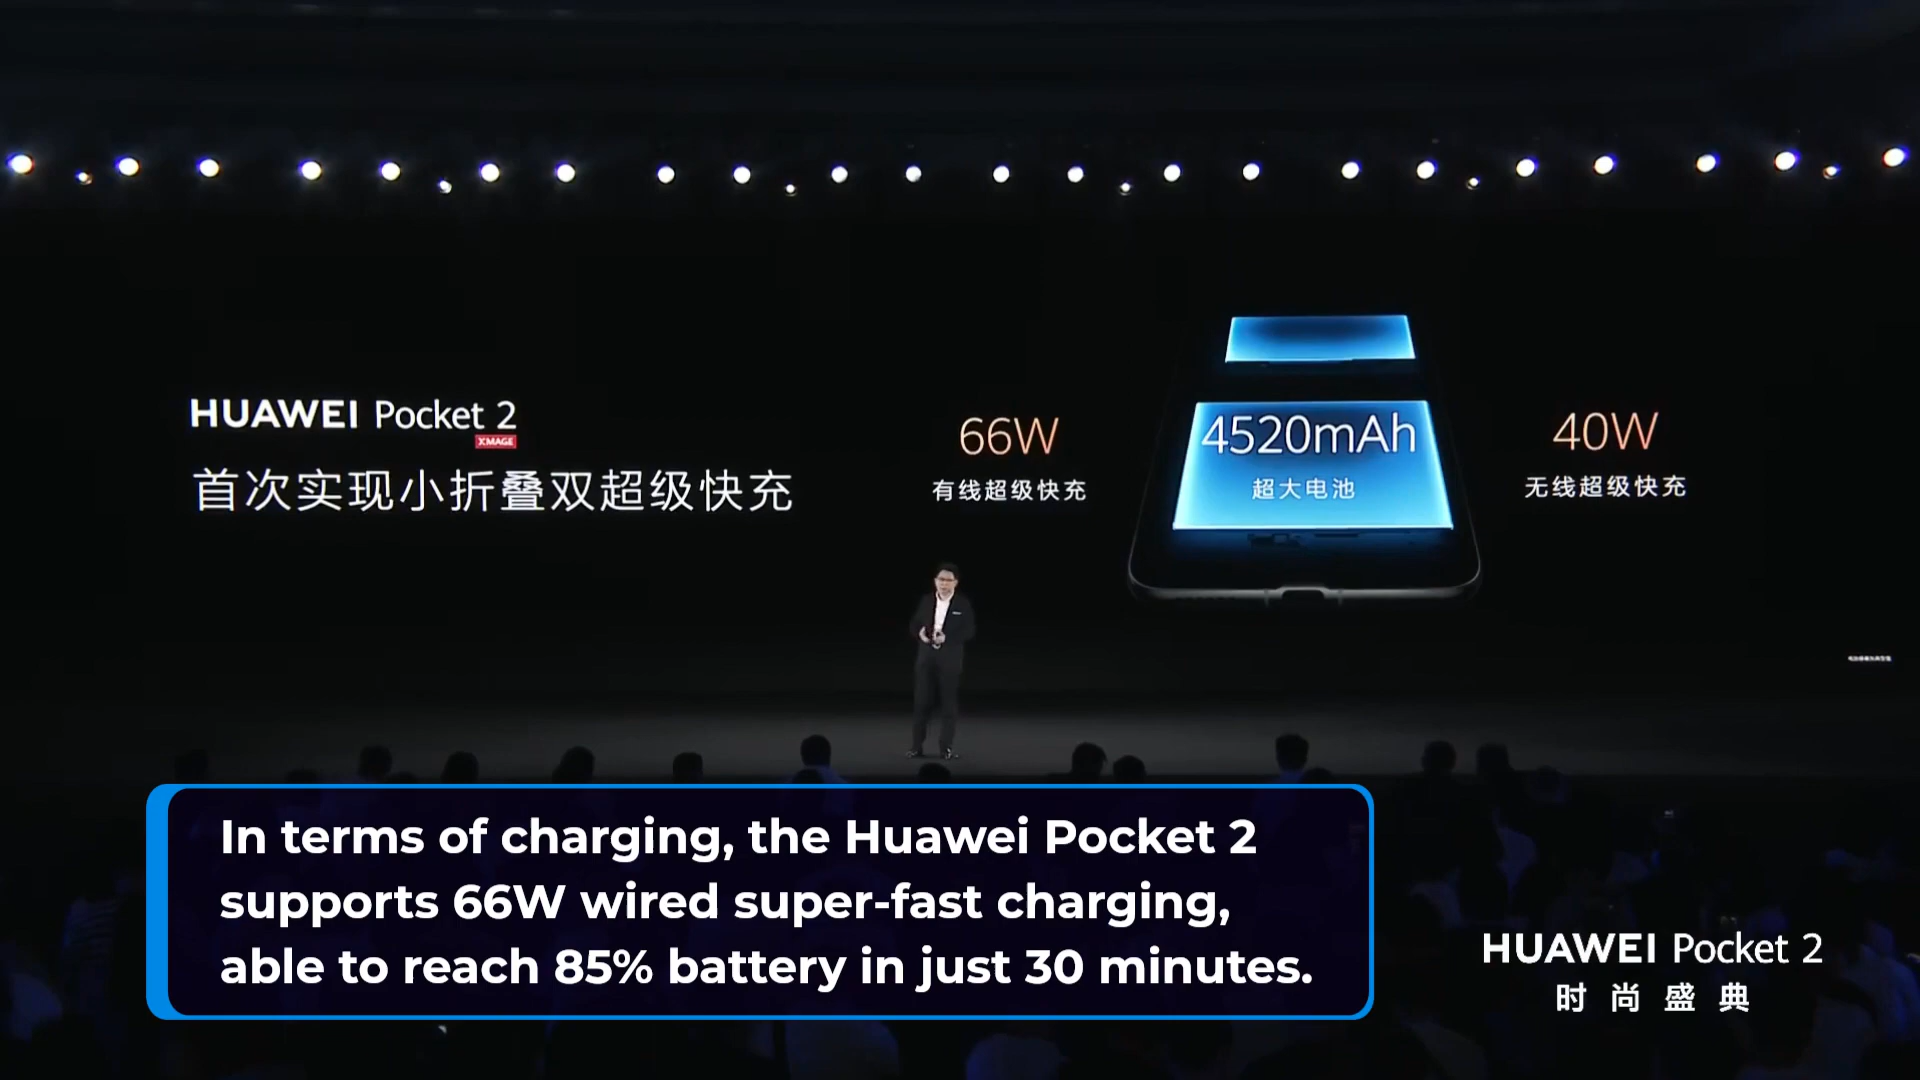 HUAWEI Pocket 2
XMAGE
首次实现小折叠双超级快充
66W
有线超级快充
4520mAh
超大电池
40W
无线超级快充
In terms of charging, the Huawei Pocket 2
supports 66W wired super-fast charging,
able to reach 85% battery in just 30 minutes.
HUAWEI Pocket 2
时尚盛典